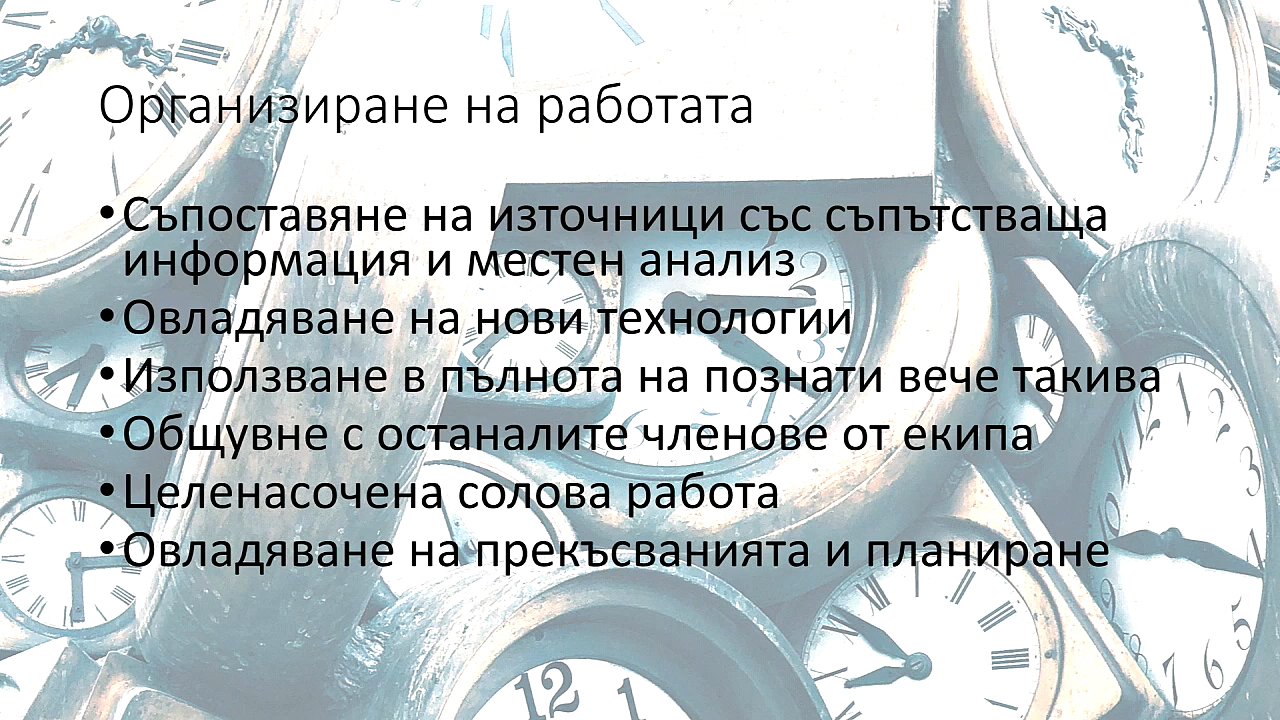 Организиране на работата
•Съпоставяне на източници със съпътстваща
информация и местен анализ
•Овладяване на нови технологии
•Използване в пълнота на познати вече такива
•Общувне с останалите членове от екипа
•Целенасочена солова работа
•Овладяване на прекъсванията и планиране